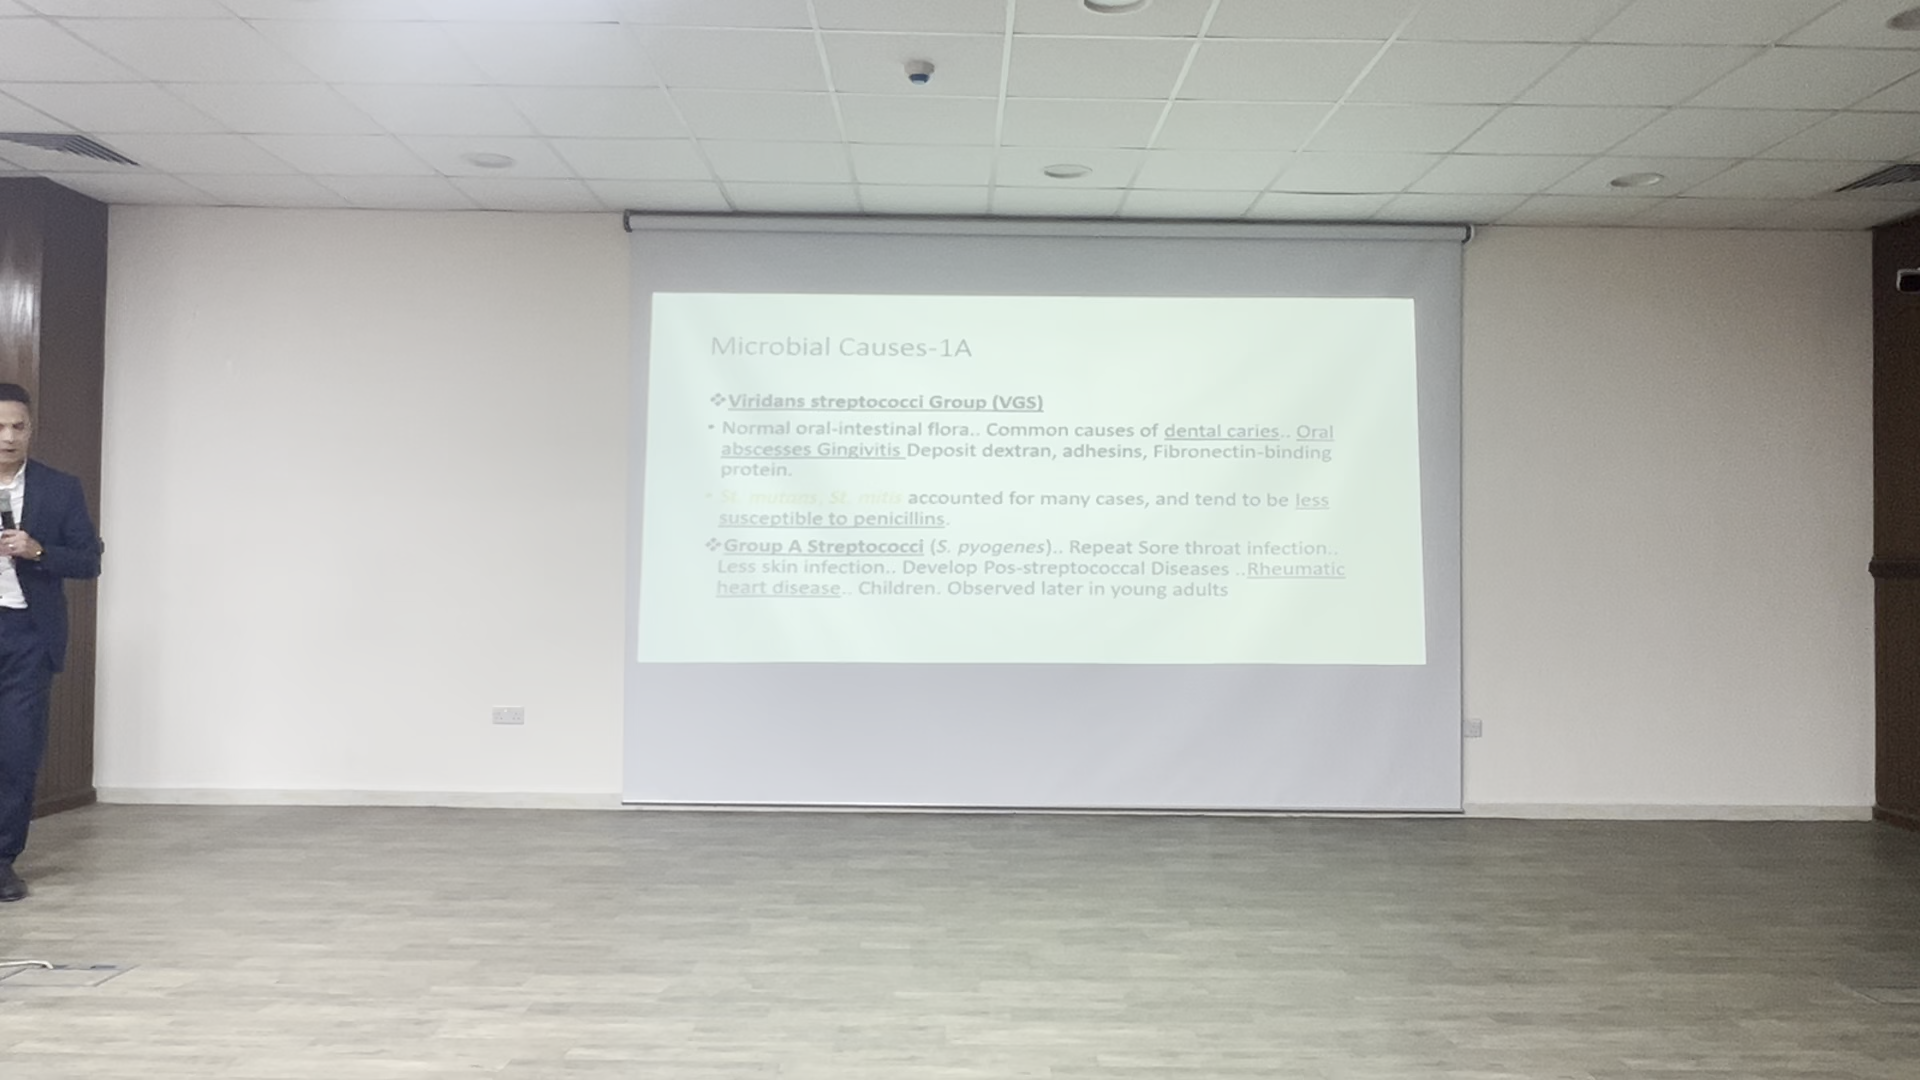 Microbial Causes-1A
❖Viridans streptococci Group (VGS)
• Normal oral-intestinal flora.. Common causes of dental caries.. Oral
abscesses Gingivitis Deposit dextran, adhesins, Fibronectin-binding
protein.
• St. mutans, St. mitis accounted for many cases, and tend to be less
susceptible to penicillins.
❖Group A Streptococci (S. pyogenes).. Repeat Sore throat infection..
Less skin infection.. Develop Pos-streptococcal Diseases ..Rheumatic
heart disease.. Children. Observed later in young adults